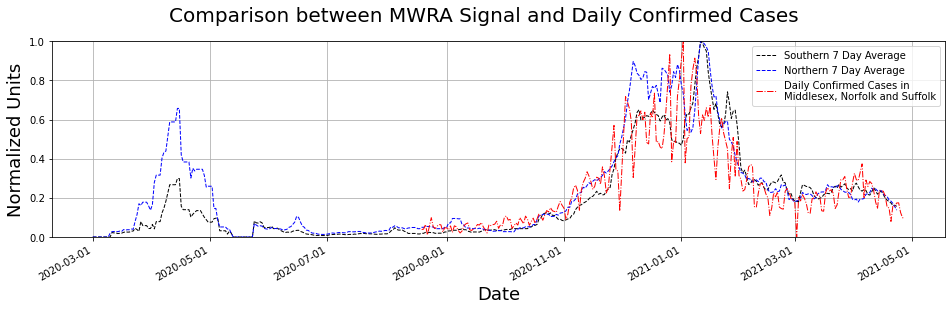 Comparison between MWRA Signal and Daily Confirmed Cases
Normalized Units
1.0
0.8
0.6
0.4
0.2
0.0
Southern 7 Day Average
Northern 7 Day Average
Daily Confirmed Cases in
Middlesex, Norfolk and Suffolk
2020-03-01
2020-05-01
2020-07-01
2020-09-01
2020-11-01
2021-01-01
2021-03-01
2021-05-01
Date